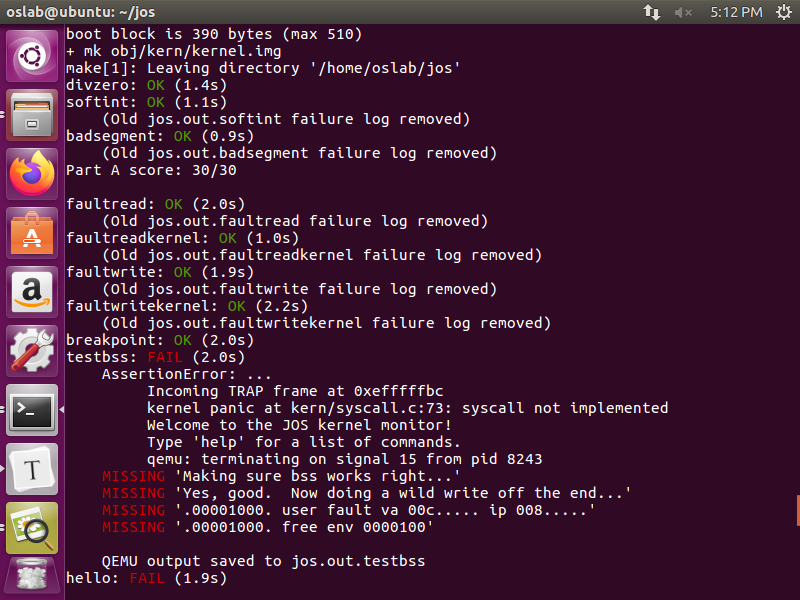 oslab@ubuntu: ~/jos
5:12 PM
boot block is 390 bytes (max 510)
+ mk obj/kern/kernel.img
make[1]: Leaving directory '/home/oslab/jos'
divzero: OK (1.4s)
softint: OK (1.1s)
    (Old jos.out.softint failure log removed)
badsegment: OK (0.9s)
    (Old jos.out.badsegment failure log removed)
Part A score: 30/30

faultread: OK (2.0s)
    (Old jos.out.faultread failure log removed)
faultreadkernel: OK (1.0s)
    (Old jos.out.faultreadkernel failure log removed)
faultwrite: OK (1.9s)
    (Old jos.out.faultwrite failure log removed)
faultwritekernel: OK (2.2s)
    (Old jos.out.faultwritekernel failure log removed)
breakpoint: OK (2.0s)
testbss: FAIL (2.0s)
    AssertionError: ...
         Incoming TRAP frame at 0xefffffbc
         kernel panic at kern/syscall.c:73: syscall not implemented
         Welcome to the JOS kernel monitor!
         Type 'help' for a list of commands.
         qemu: terminating on signal 15 from pid 8243
    MISSING 'Making sure bss works right...'
    MISSING 'Yes, good.  Now doing a wild write off the end...'
    MISSING '.00001000. user fault va 00c..... ip 008.....'
    MISSING '.00001000. free env 0000100'

    QEMU output saved to jos.out.testbss
hello: FAIL (1.9s)
A
a
>_
T